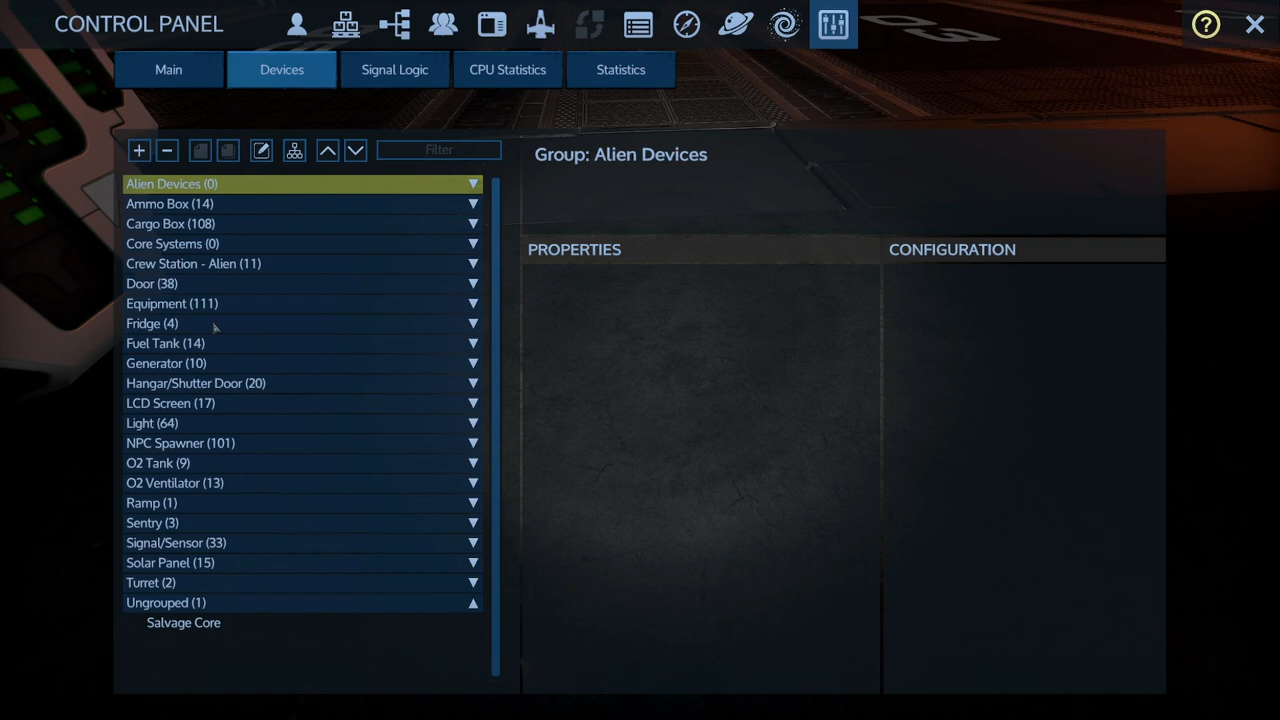 CONTROL PANEL
?
Main
Devices
Signal Logic
CPU Statistics
Statistics
Filter
Group: Alien Devices
Alien Devices (0)
Ammo Box (14)
Cargo Box (108)
Core Systems (0)
PROPERTIES
CONFIGURATION
Crew Station - Alien (11)
Door (38)
Equipment (111)
Fridge (4)
Fuel Tank (14)
Generator (10)
Hangar/Shutter Door (20)
LCD Screen (17)
Light (64)
NPC Spawner (101)
O2 Tank (9)
O2 Ventilator (13)
Ramp (1)
Sentry (3)
Signal/Sensor (33)
Solar Panel (15)
Turret (2)
Ungrouped (1)
Salvage Core